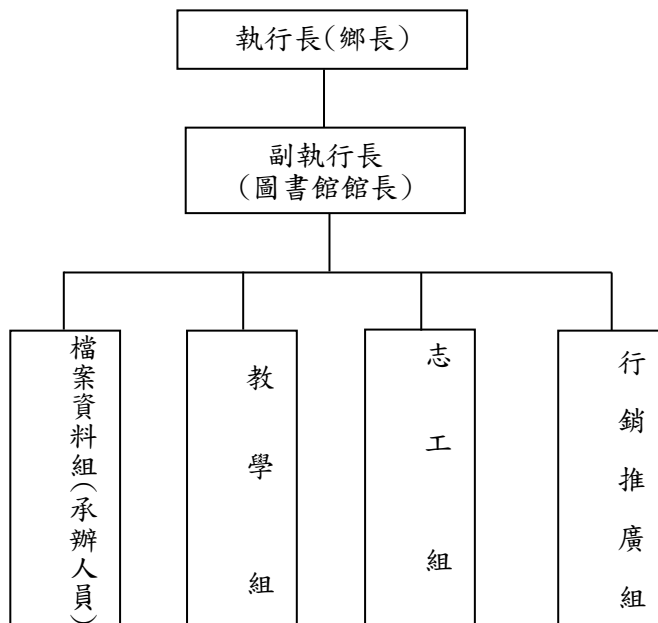 執行長(鄉長)
副執行長
(圖書館館長)
檔案資料組(承辦人員)
教學組
志工組
行銷推廣組